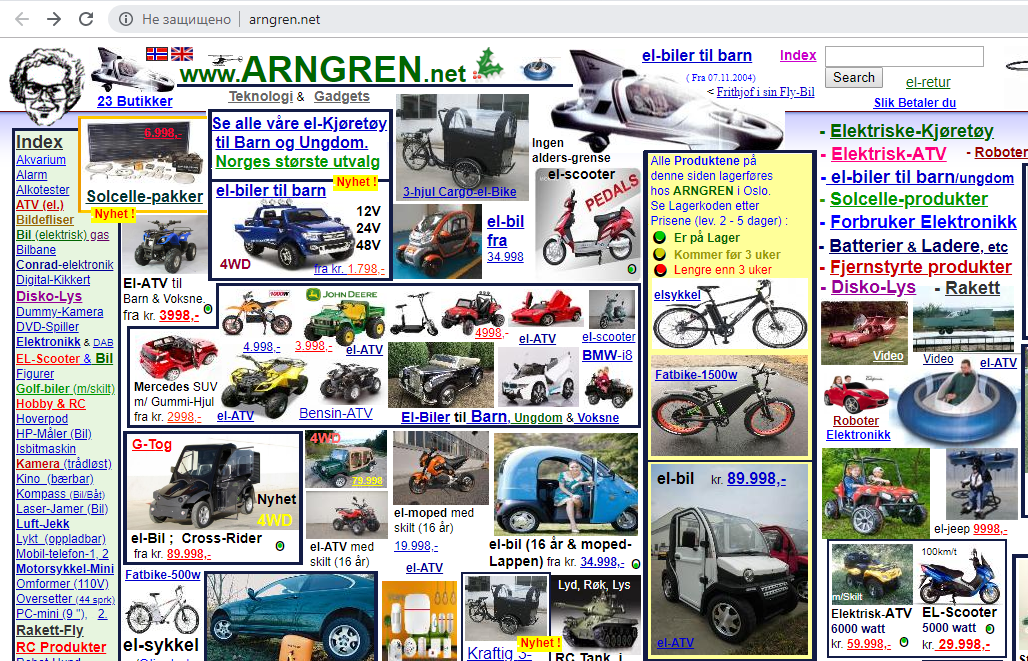 Не защищено
arngren.net
www.ARNGREN.net
23 Butikker
Teknologi & Gadgets
el-biler til barn
Index
( Fra 07.11.2004)
< Frithjof i sin Fly-Bil
Search
el-retur
Slik Betaler du
Index
Akvarium
Alarm
Alkotester
ATV (el.)
Bildefliser
Bil (elektrisk) gas
Bilbane
Conrad-elektronik
Digital-Kikkert
Disko-Lys
Dummy-Kamera
DVD-Spiller
Elektronikk & DAB
EL-Scooter & Bil
Figurer
Golf-biler (m/skilt)
Hobby & RC
Hoverpod
HP-Måler (Bil)
Isbitmaskin
Kamera (trådløst)
Kino (bærbar)
Kompass (Bil/Båt)
Laser-Jamer (Bil)
Luft-Jekk
Lykt (oppladbar)
Mobil-telefon-1, 2
Motorsykkel-Mini
Omformer (110V)
Oversetter (44 sprk)
PC-mini (9 "), 2.
Rakett-Fly
RC Produkter
6.998,-
Solcelle-pakker
Nyhet !
Se alle våre el-Kjøretøy
til Barn og Ungdom.
Norges største utvalg
el-biler til barn
Nyhet !
12V
24V
48V
4WD
fra kr. 1.798,-
3-hjul Cargo-el-Bike
el-bil
fra
34.998
Ingen
alders-grense
el-scooter
PEDALS
Alle Produktene på
denne siden lagerføres
hos ARNGREN i Oslo.
Se Lagerkoden etter
Prisene (lev. 2 - 5 dager) :
Er på Lager
Kommer før 3 uker
Lengre enn 3 uker
- Elektriske-Kjøretøy
- Elektrisk-ATV
- Roboter
- el-biler til barn/ungdom
- Solcelle-produkter
- Forbruker Elektronikk
- Batterier & Ladere, etc
- Fjernstyrte produkter
- Disko-Lys
- Rakett
El-ATV til
Barn & Voksne.
fra kr. 3998,-
1000W
4.998,-
JOHN DEERE
3.998,-
el-ATV
4998,-
el-ATV
el-scooter
Mercedes SUV
m/ Gummi-Hjul
fra kr. 2998,-
el-ATV
Bensin-ATV
BMW-i8
El-Biler til Barn, Ungdom & Voksne
elsykkel
Fatbike-1500w
Video
Video
el-ATV
Roboter
Elektronikk
G-Tog
Nyhet
4WD
el-Bil ; Cross-Rider
fra kr. 89.998,-
4WD
79.998
el-ATV med
skilt (16 år)
el-moped med
skilt (16 år)
19.998,-
el-bil (16 år & moped-
Lappen) fra kr. 34.998,-
el-bil kr. 89.998,-
el-ATV
el-jeep 9998,-
m/Skilt
Elektrisk-ATV
6000 watt
kr. 59.998,-
100km/t
EL-Scooter
5000 watt
kr. 29.998,-
Fatbike-500w
el-sykkel
el-ATV
Nyhet !
Kraftig 3-
Lyd, Røk, Lys
RC Tank, i